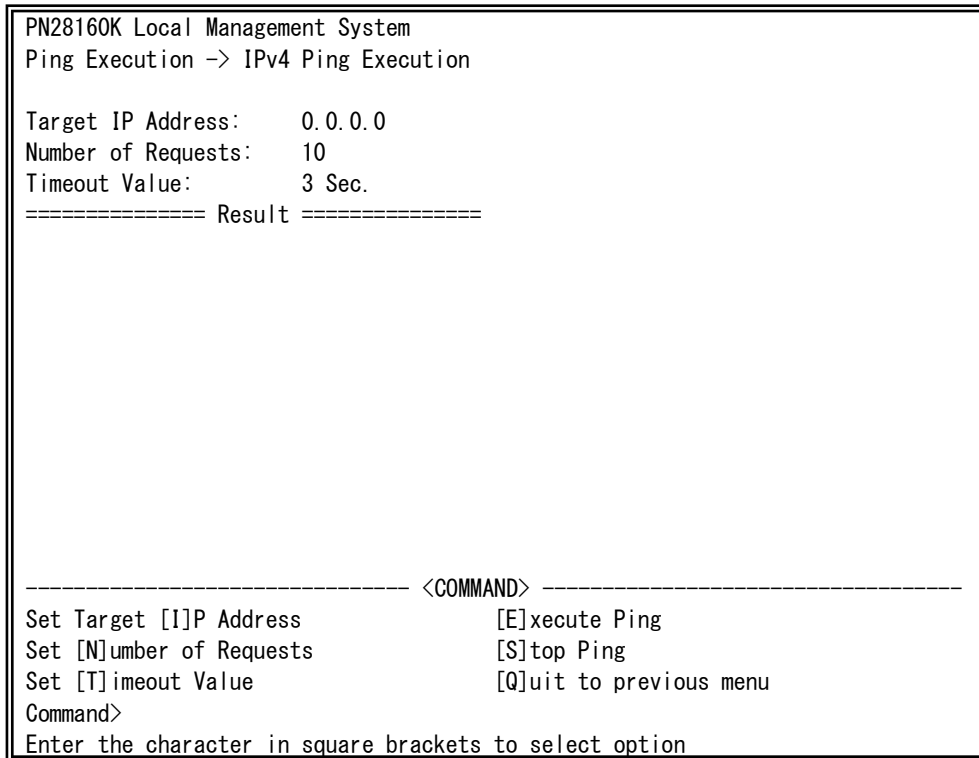 PN28160K Local Management System
Ping Execution -> IPv4 Ping Execution
Target IP Address: 0.0.0.0
Number of Requests: 10
Timeout Value: 3 Sec.
=============== Result ===============
-------------------------------- <COMMAND> -----------------------------------
Set Target [I]P Address [E]xecute Ping
Set [N]umber of Requests [S]top Ping
Set [T]imeout Value [Q]uit to previous menu
Command>
Enter the character in square brackets to select option